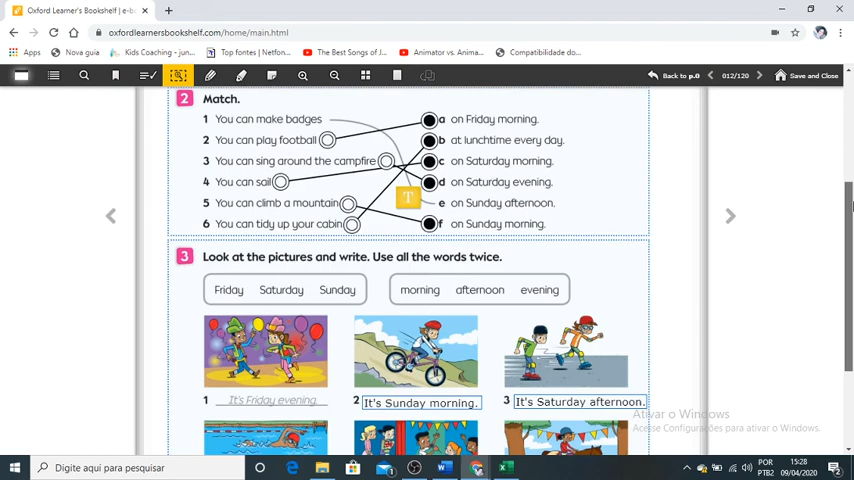 Oxford Learner's Bookshelf | e-b
oxfordlearnersbookshelf.com/home/main.html
Apps
Nova guia
Kids Coaching - jun...
Top fontes | Netfon...
The Best Songs of J...
Animator vs. Anima...
Compatibilidade do...
Back to p.0
012/120
Save and Close
2 Match.
1 You can make badges
a on Friday morning.
2 You can play football
b at lunchtime every day.
3 You can sing around the campfire
c on Saturday morning.
4 You can sail
d on Saturday evening.
5 You can climb a mountain
T
e on Sunday afternoon.
6 You can tidy up your cabin
f on Sunday morning.
3 Look at the pictures and write. Use all the words twice.
Friday Saturday Sunday
morning afternoon evening
1 It's Friday evening.
2 It's Sunday morning.
3 It's Saturday afternoon.
Ativar o Windows
Acesse Configurações para ativar o Windows.
Digite aqui para pesquisar
POR
PTB2
15:28
09/04/2020
2